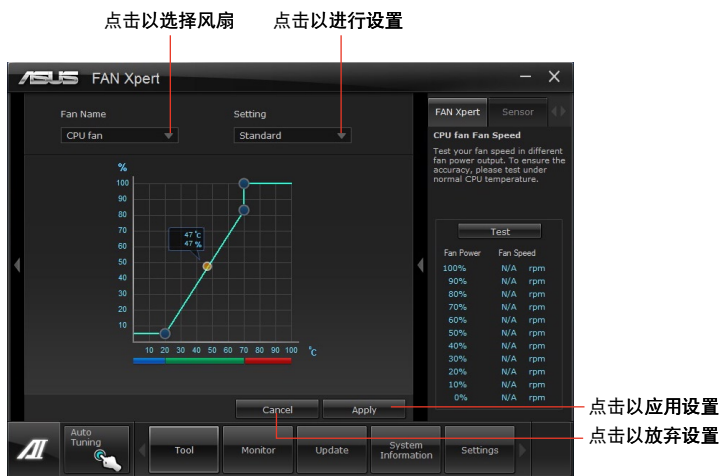 点击以选择风扇
点击以进行设置
ASUS FAN Xpert
Fan Name
Setting
CPU fan
Standard
%
100
90
80
70
60
50
40
30
20
10
47°C
47 %
10 20 30 40 50 60 70 80 90 100 °C
FAN Xpert Sensor
CPU fan Fan Speed
Test your fan speed in different
fan power output. To ensure the
accuracy, please test under
normal CPU temperature.
Test
Fan Power Fan Speed
100% N/A rpm
90% N/A rpm
80% N/A rpm
70% N/A rpm
60% N/A rpm
50% N/A rpm
40% N/A rpm
30% N/A rpm
20% N/A rpm
10% N/A rpm
0% N/A rpm
Cancel Apply
点击以应用设置
点击以放弃设置
AI
Auto
Tuning
Tool
Monitor
Update
System
Information
Settings